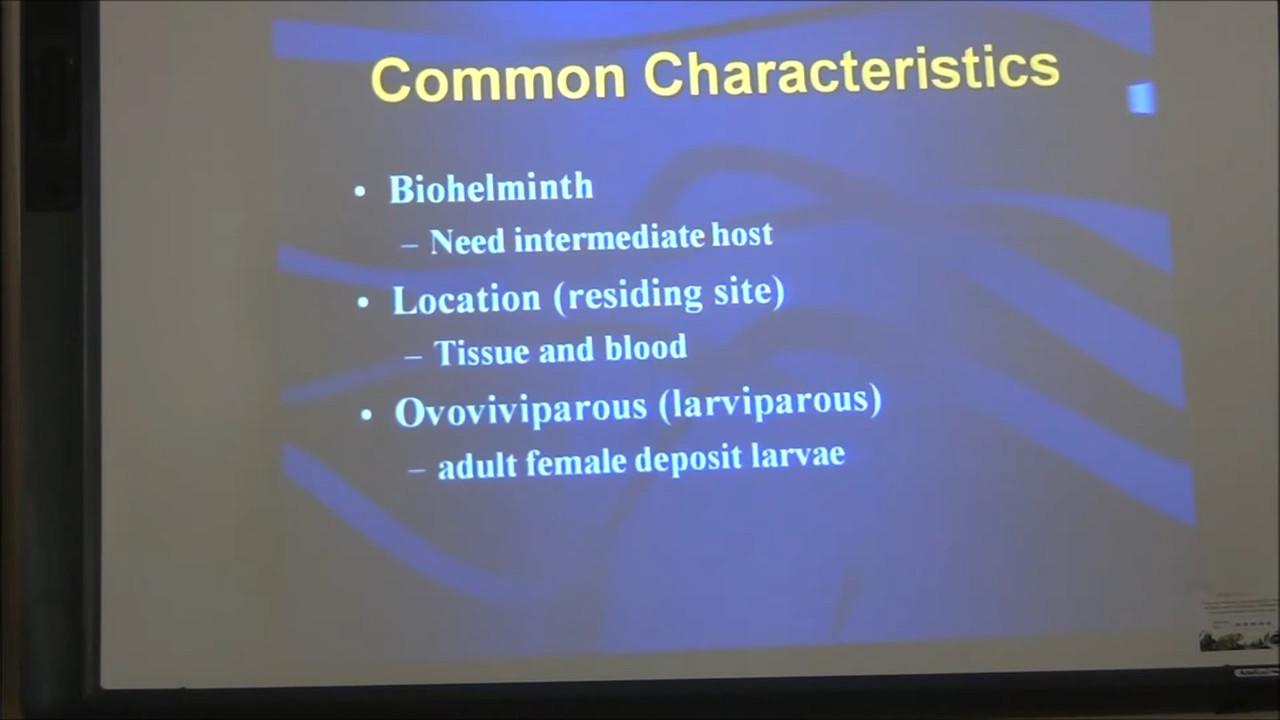 Common Characteristics
• Biohelminth
– Need intermediate host
• Location (residing site)
– Tissue and blood
• Ovoviviparous (larviparous)
– adult female deposit larvae